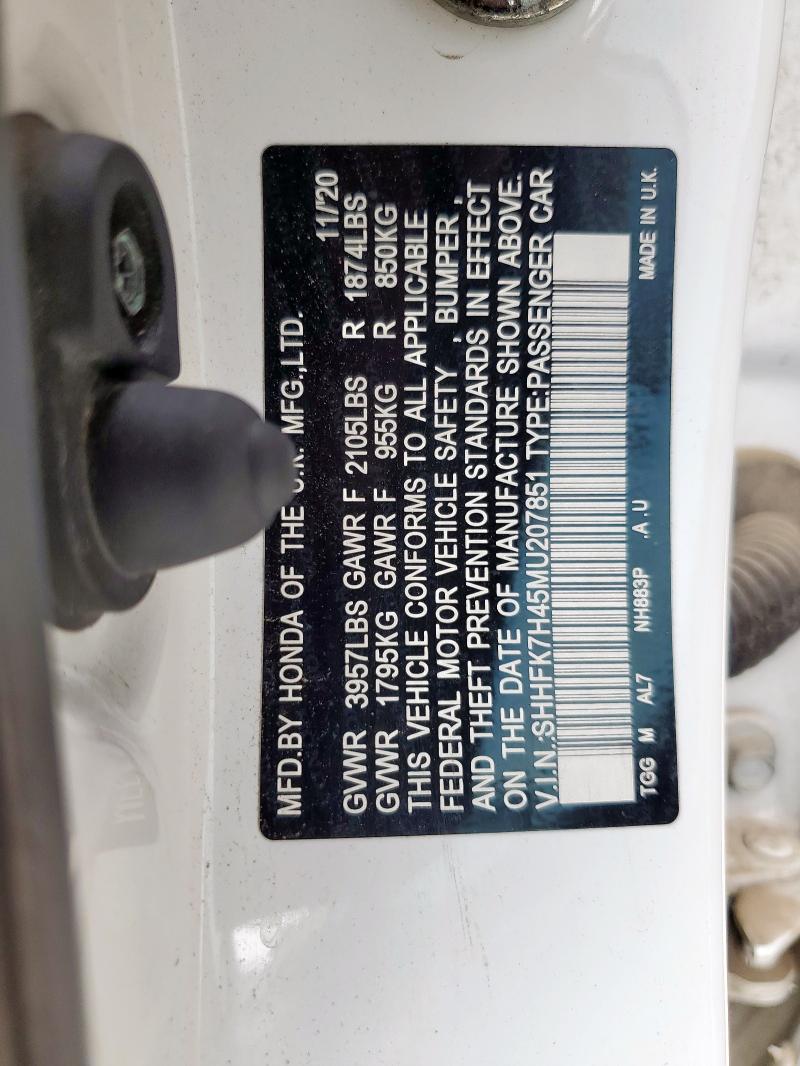 MFD.BY HONDA OF THE U.K. MFG.,LTD. 11/'20
GVWR 3957LBS GAWR F 2105LBS R 1874LBS
GVWR 1795KG GAWR F 955KG R 850KG
THIS VEHICLE CONFORMS TO ALL APPLICABLE
FEDERAL MOTOR VEHICLE SAFETY , BUMPER ,
AND THEFT PREVENTION STANDARDS IN EFFECT
ON THE DATE OF MANUFACTURE SHOWN ABOVE.
V.I.N.:SHHFK7H45MU207851 TYPE:PASSENGER CAR
TGG M AL7 NH883P .A .U MADE IN U.K.